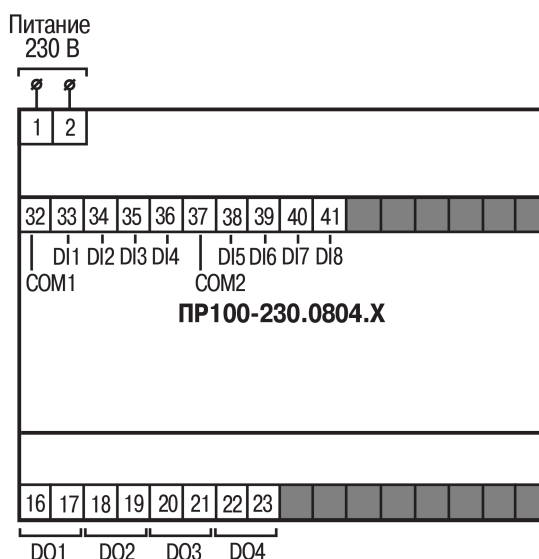 Питание
230 В
1 2
32 33 34 35 36 37 38 39 40 41
DI1 DI2 DI3 DI4 DI5 DI6 DI7 DI8
COM1 COM2
ПР100-230.0804.X
16 17 18 19 20 21 22 23
DO1 DO2 DO3 DO4